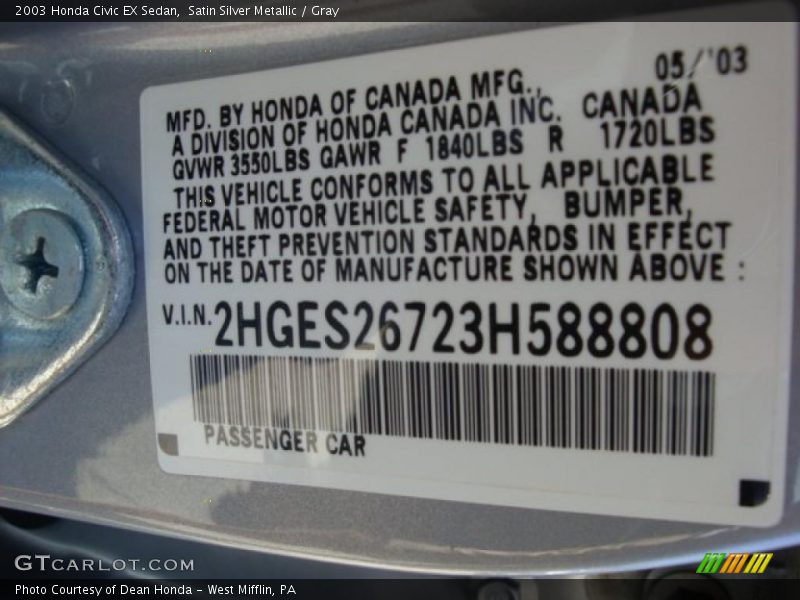 2003 Honda Civic EX Sedan, Satin Silver Metallic / Gray
05/'03
MFD. BY HONDA OF CANADA MFG.,
A DIVISION OF HONDA CANADA INC. CANADA
GVWR 3550LBS GAWR F 1840LBS R 1720LBS
THIS VEHICLE CONFORMS TO ALL APPLICABLE
FEDERAL MOTOR VEHICLE SAFETY, BUMPER,
AND THEFT PREVENTION STANDARDS IN EFFECT
ON THE DATE OF MANUFACTURE SHOWN ABOVE :
V.I.N. 2HGES26723H588808
PASSENGER CAR
GTCARLOT.COM
Photo Courtesy of Dean Honda - West Mifflin, PA